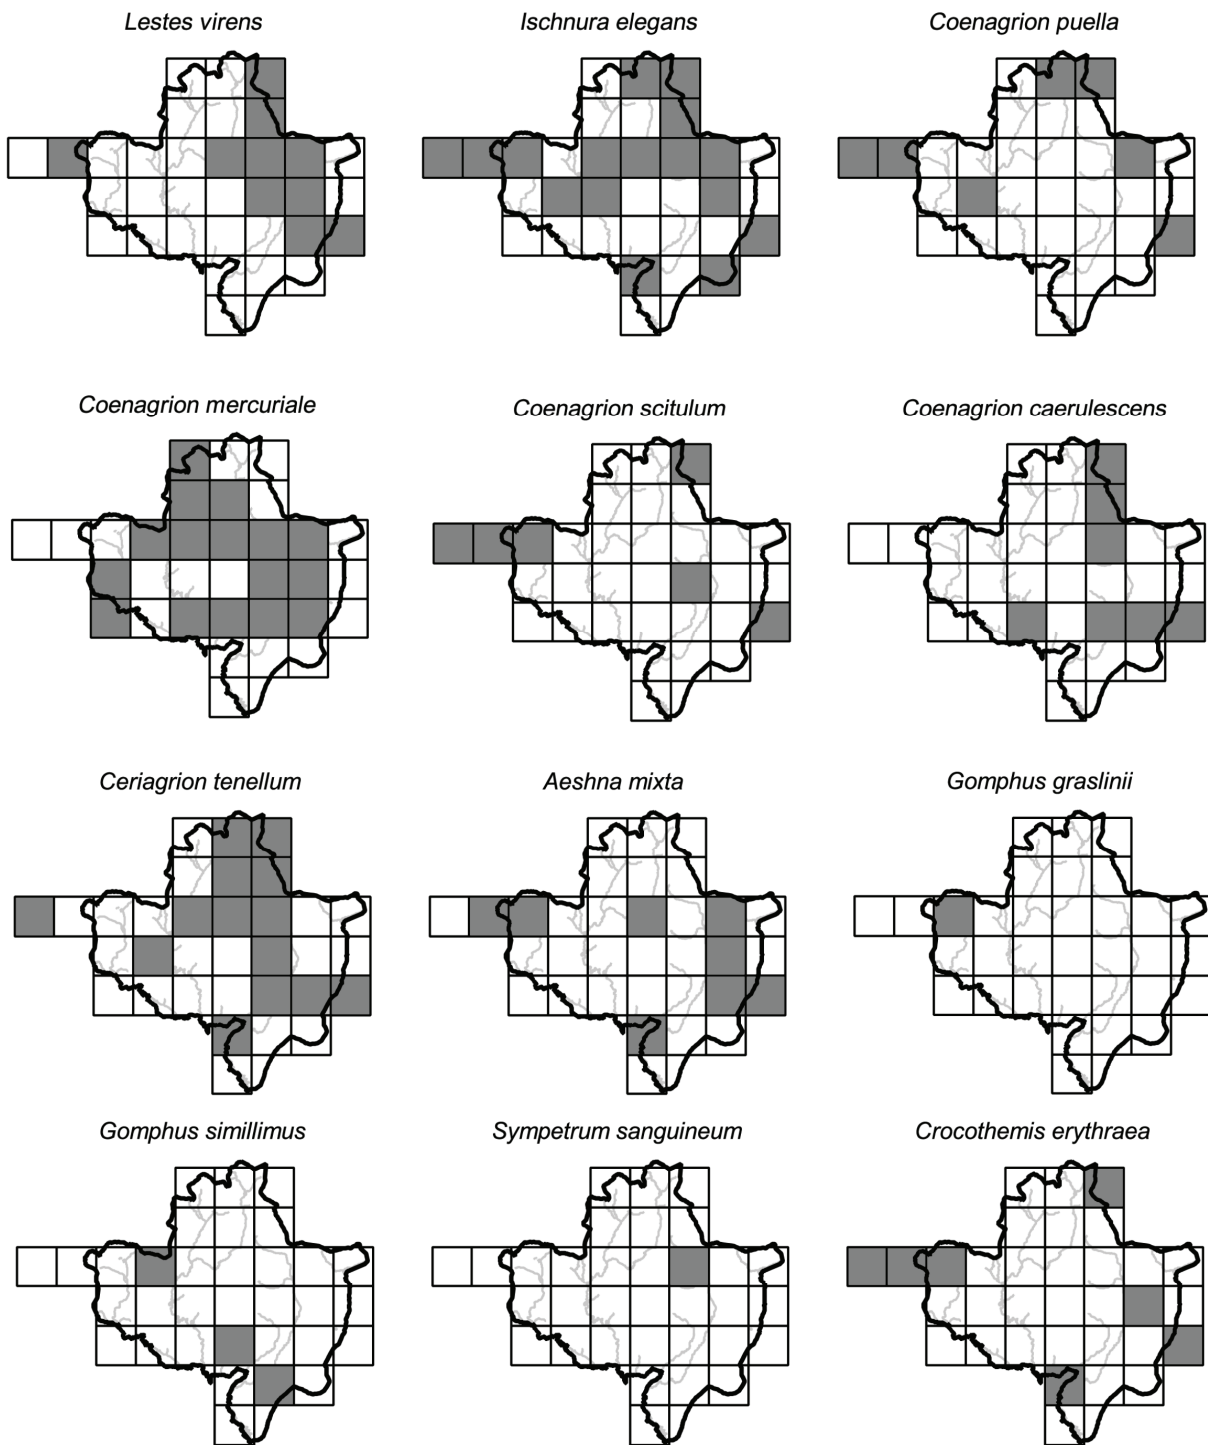 Lestes virens
Ischnura elegans
Coenagrion puella
Coenagrion mercuriale
Coenagrion scitulum
Coenagrion caerulescens
Ceriagrion tenellum
Aeshna mixta
Gomphus graslinii
Gomphus simillimus
Sympetrum sanguineum
Crocothemis erythraea